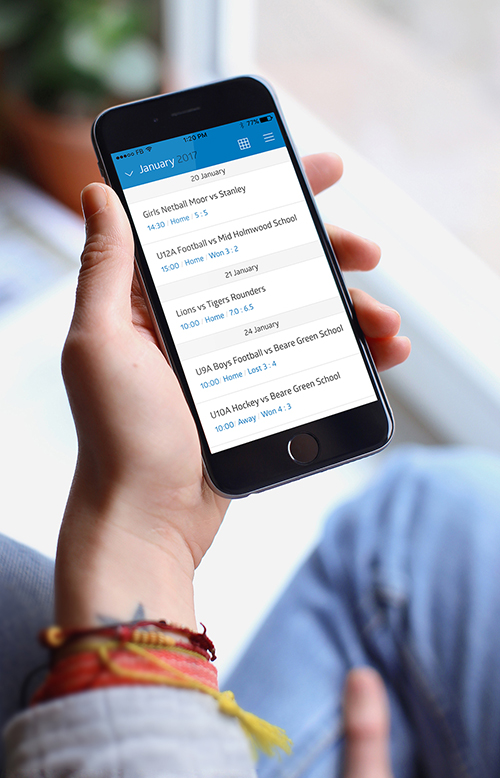 FB 1:20 PM 77%
January 2017
20 January
Girls Netball Moor vs Stanley
14:30 / Home / 5 : 5
U12A Football vs Mid Holmwood School
15:00 / Home / Won 3 : 2
21 January
Lions vs Tigers Rounders
10:00 / Home / 7.0 : 6.5
24 January
U9A Boys Football vs Beare Green School
10:00 / Home / Lost 3 : 4
U10A Hockey vs Beare Green School
10:00 / Away / Won 4 : 3